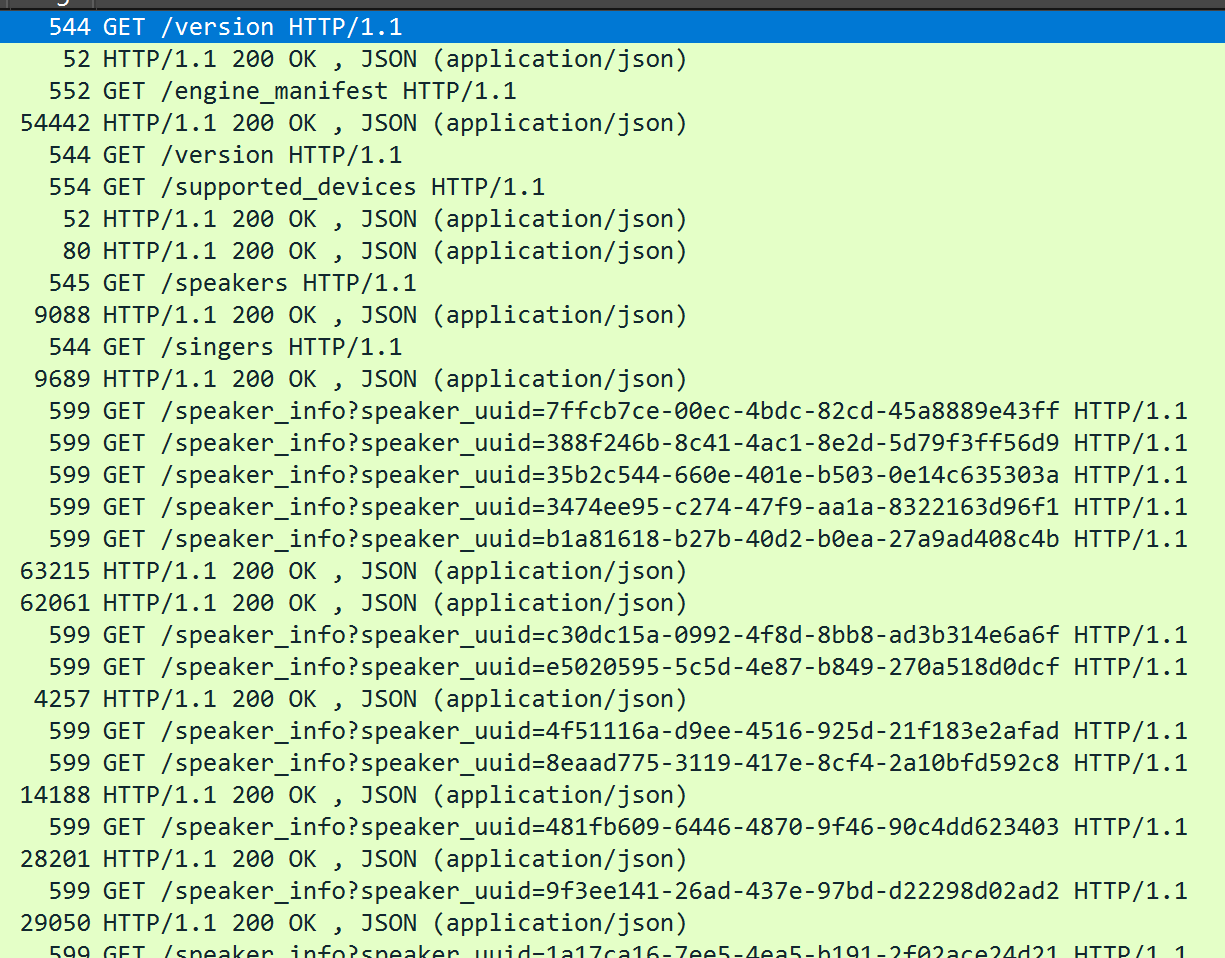 544 GET /version HTTP/1.1
52 HTTP/1.1 200 OK , JSON (application/json)
552 GET /engine_manifest HTTP/1.1
54442 HTTP/1.1 200 OK , JSON (application/json)
544 GET /version HTTP/1.1
554 GET /supported_devices HTTP/1.1
52 HTTP/1.1 200 OK , JSON (application/json)
80 HTTP/1.1 200 OK , JSON (application/json)
545 GET /speakers HTTP/1.1
9088 HTTP/1.1 200 OK , JSON (application/json)
544 GET /singers HTTP/1.1
9689 HTTP/1.1 200 OK , JSON (application/json)
599 GET /speaker_info?speaker_uuid=7ffcb7ce-00ec-4bdc-82cd-45a8889e43ff HTTP/1.1
599 GET /speaker_info?speaker_uuid=388f246b-8c41-4ac1-8e2d-5d79f3ff56d9 HTTP/1.1
599 GET /speaker_info?speaker_uuid=35b2c544-660e-401e-b503-0e14c635303a HTTP/1.1
599 GET /speaker_info?speaker_uuid=3474ee95-c274-47f9-aa1a-8322163d96f1 HTTP/1.1
599 GET /speaker_info?speaker_uuid=b1a81618-b27b-40d2-b0ea-27a9ad408c4b HTTP/1.1
63215 HTTP/1.1 200 OK , JSON (application/json)
62061 HTTP/1.1 200 OK , JSON (application/json)
599 GET /speaker_info?speaker_uuid=c30dc15a-0992-4f8d-8bb8-ad3b314e6a6f HTTP/1.1
599 GET /speaker_info?speaker_uuid=e5020595-5c5d-4e87-b849-270a518d0dcf HTTP/1.1
4257 HTTP/1.1 200 OK , JSON (application/json)
599 GET /speaker_info?speaker_uuid=4f51116a-d9ee-4516-925d-21f183e2afad HTTP/1.1
599 GET /speaker_info?speaker_uuid=8eaad775-3119-417e-8cf4-2a10bfd592c8 HTTP/1.1
14188 HTTP/1.1 200 OK , JSON (application/json)
599 GET /speaker_info?speaker_uuid=481fb609-6446-4870-9f46-90c4dd623403 HTTP/1.1
28201 HTTP/1.1 200 OK , JSON (application/json)
599 GET /speaker_info?speaker_uuid=9f3ee141-26ad-437e-97bd-d22298d02ad2 HTTP/1.1
29050 HTTP/1.1 200 OK , JSON (application/json)
599 GET /speaker_info?speaker_uuid=1a17ca16-7ee5-4ea5-b191-2f02ace24d21 HTTP/1.1